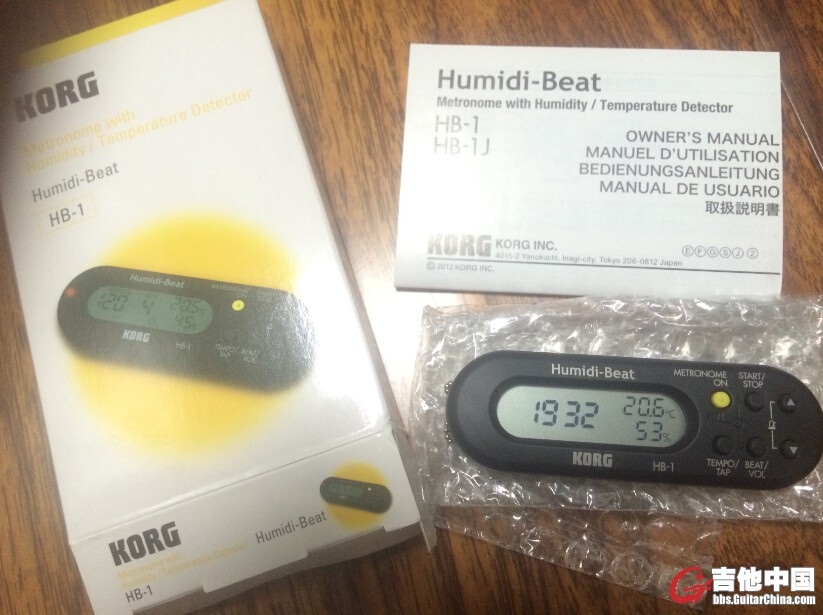 KORG
Metronome with
Humidity / Temperature Detector
Humidi-Beat
HB-1
Humidi-Beat
METRONOME
120 4 20.5
45
KORG
HB-1
TEMPO/
TAP
BEAT/
VOL
KORG
Humidi-Beat
Temperature Detector
HB-1
Humidi-Beat
Metronome with Humidity / Temperature Detector
HB-1
HB-1J
OWNER'S MANUAL
MANUEL D'UTILISATION
BEDIENUNGSANLEITUNG
MANUAL DE USUARIO
取扱説明書
KORG KORG INC.
4015-2 Yanokuchi, Inagi-city, Tokyo 206-0812 Japan
© 2012 KORG INC.
EFGSJ2
Humidi-Beat
METRONOME
ON
START/
STOP
1932 20.6°C
53%
KORG
HB-1
TEMPO/
TAP
BEAT/
VOL
吉他中国
bbs.GuitarChina.com